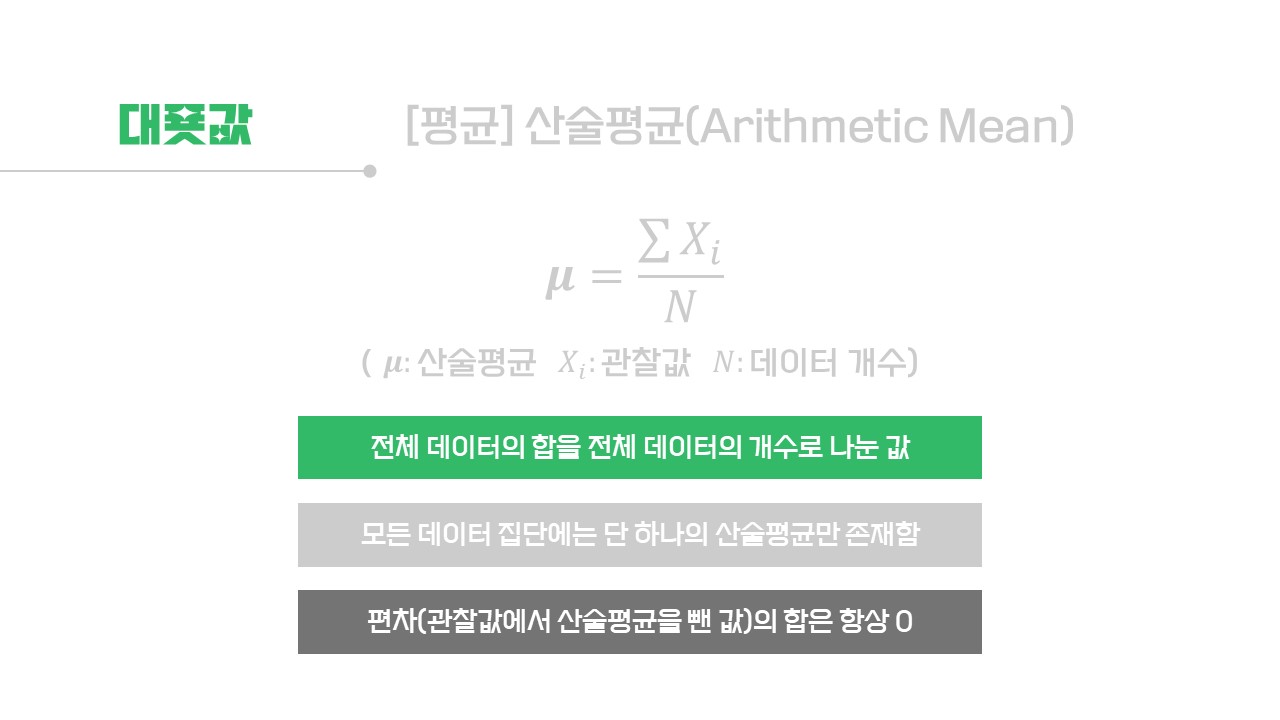 대푯값
[평균] 산술평균(Arithmetic Mean)
μ = ∑ X_i / N
( μ: 산술평균 X_i: 관찰값 N: 데이터 개수)
전체 데이터의 합을 전체 데이터의 개수로 나눈 값
모든 데이터 집단에는 단 하나의 산술평균만 존재함
편차(관찰값에서 산술평균을 뺀 값)의 합은 항상 0